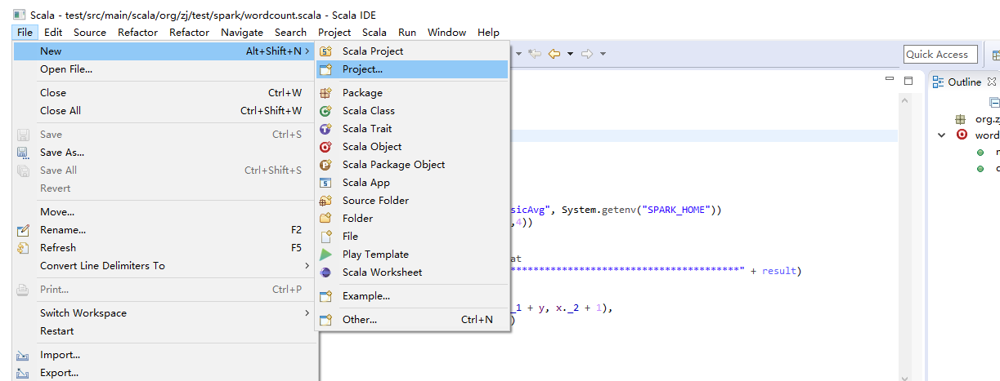 Scala - test/src/main/scala/org/zj/test/spark/wordcount.scala - Scala IDE
File Edit Source Refactor Refactor Navigate Search Project Scala Run Window Help
New Alt+Shift+N
Open File...
Close Ctrl+W
Close All Ctrl+Shift+W
Save Ctrl+S
Save As...
Save All Ctrl+Shift+S
Revert
Move...
Rename... F2
Refresh F5
Convert Line Delimiters To
Print... Ctrl+P
Switch Workspace
Restart
Import...
Export...
Scala Project
Project...
Package
Scala Class
Scala Trait
Scala Object
Scala Package Object
Scala App
Source Folder
Folder
File
Play Template
Scala Worksheet
Example...
Other... Ctrl+N
Quick Access
sicAvg", System.getenv("SPARK_HOME"))
,4))
at
****************************************" + result)
_1 + y, x._2 + 1),
)
Outline
org.z
word